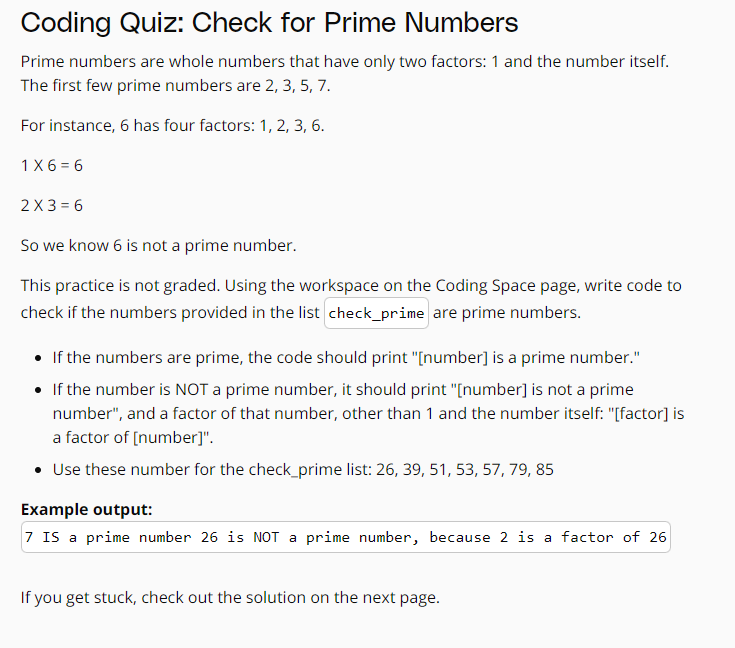 Coding Quiz: Check for Prime Numbers
Prime numbers are whole numbers that have only two factors: 1 and the number itself.
The first few prime numbers are 2, 3, 5, 7.
For instance, 6 has four factors: 1, 2, 3, 6.
1 X 6 = 6
2 X 3 = 6
So we know 6 is not a prime number.
This practice is not graded. Using the workspace on the Coding Space page, write code to
check if the numbers provided in the list check_prime are prime numbers.
• If the numbers are prime, the code should print "[number] is a prime number."
• If the number is NOT a prime number, it should print "[number] is not a prime
number", and a factor of that number, other than 1 and the number itself: "[factor] is
a factor of [number]".
• Use these number for the check_prime list: 26, 39, 51, 53, 57, 79, 85
Example output:
7 IS a prime number 26 is NOT a prime number, because 2 is a factor of 26
If you get stuck, check out the solution on the next page.